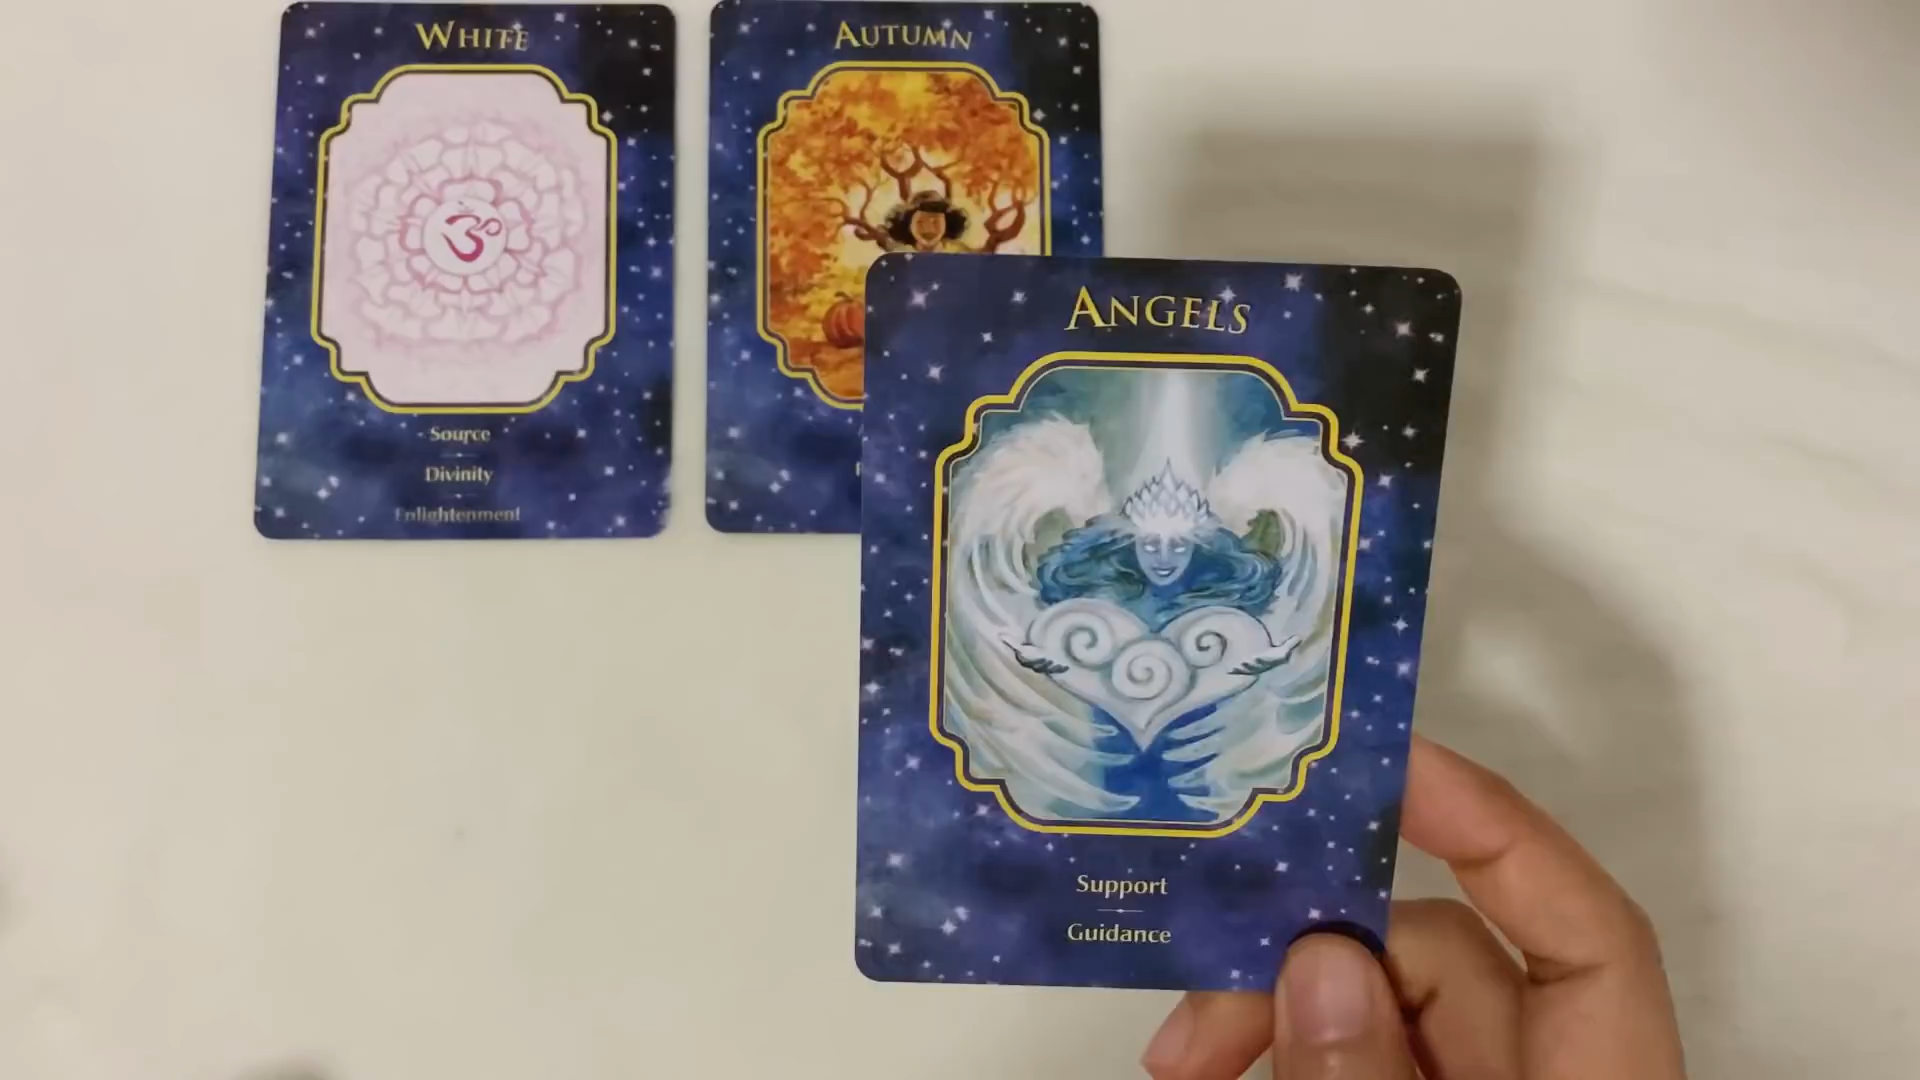 WHITE
ૐ
Source
Divinity
Enlightenment
AUTUMN
ANGELS
Support
Guidance